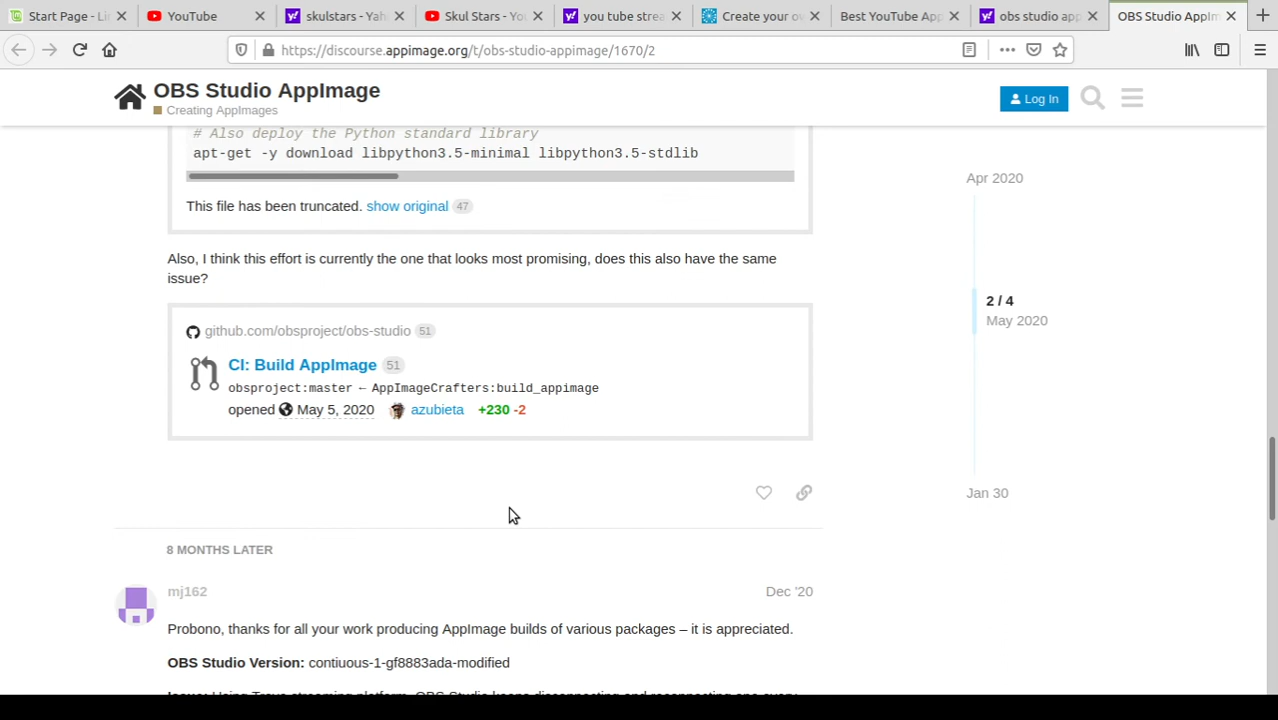 Start Page - Li
YouTube
skulstars - Yah
Skul Stars - You
you tube strea
Create your ow
Best YouTube App
obs studio app
OBS Studio AppIm
https://discourse.appimage.org/t/obs-studio-appimage/1670/2
OBS Studio AppImage
Creating AppImages
Log In
# Also deploy the Python standard library
apt-get -y download libpython3.5-minimal libpython3.5-stdlib
This file has been truncated. show original 47
Apr 2020
Also, I think this effort is currently the one that looks most promising, does this also have the same
issue?
2 / 4
May 2020
github.com/obsproject/obs-studio 51
CI: Build AppImage 51
obsproject:master ← AppImageCrafters:build_appimage
opened May 5, 2020 azubieta +230 -2
Jan 30
8 MONTHS LATER
mj162
Dec '20
Probono, thanks for all your work producing AppImage builds of various packages – it is appreciated.
OBS Studio Version: contiuous-1-gf8883ada-modified